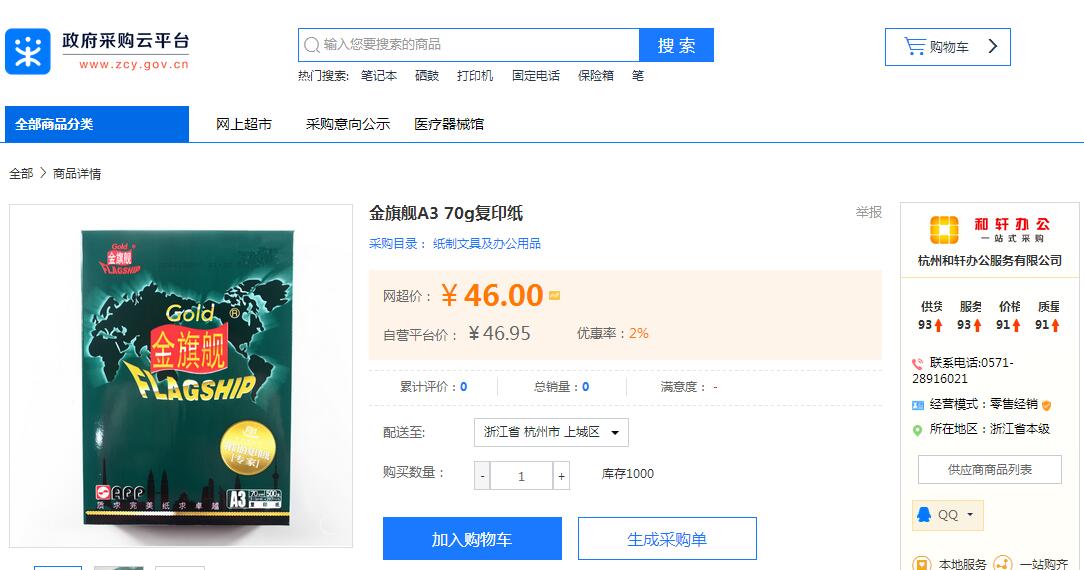 政府采购云平台
www.zcy.gov.cn
输入您要搜索的商品
搜 索
购物车
热门搜索: 笔记本 硒鼓 打印机 固定电话 保险箱 笔
全部商品分类 网上超市 采购意向公示 医疗器械馆
全部 > 商品详情
金旗舰A3 70g复印纸
举报
采购目录： 纸制文具及办公用品
网超价： ¥ 46.00
自营平台价： ¥ 46.95 优惠率：2%
累计评价：0 总销量：0 满意度： -
配送至: 浙江省 杭州市 上城区
购买数量： - 1 + 库存1000
加入购物车 生成采购单
Gold
金旗舰
FLAGSHIP
Gold ®
金旗舰
FLAGSHIP
专家
APP
A3
和轩办公
一站式采购
杭州和轩办公服务有限公司
供货 服务 价格 质量
93 93 91 91
联系电话:0571-
28916021
经营模式：零售经销
所在地区：浙江省本级
供应商商品列表
QQ
本地服务 一站购齐